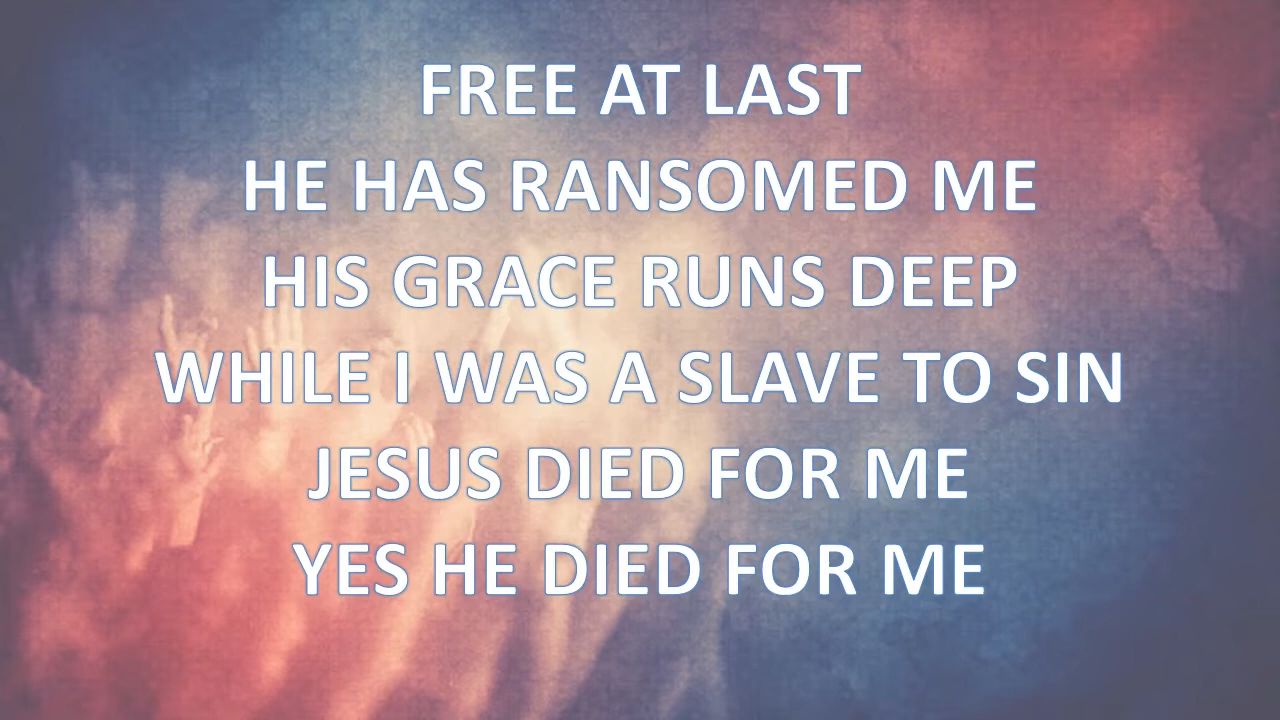 FREE AT LAST
HE HAS RANSOMED ME
HIS GRACE RUNS DEEP
WHILE I WAS A SLAVE TO SIN
JESUS DIED FOR ME
YES HE DIED FOR ME